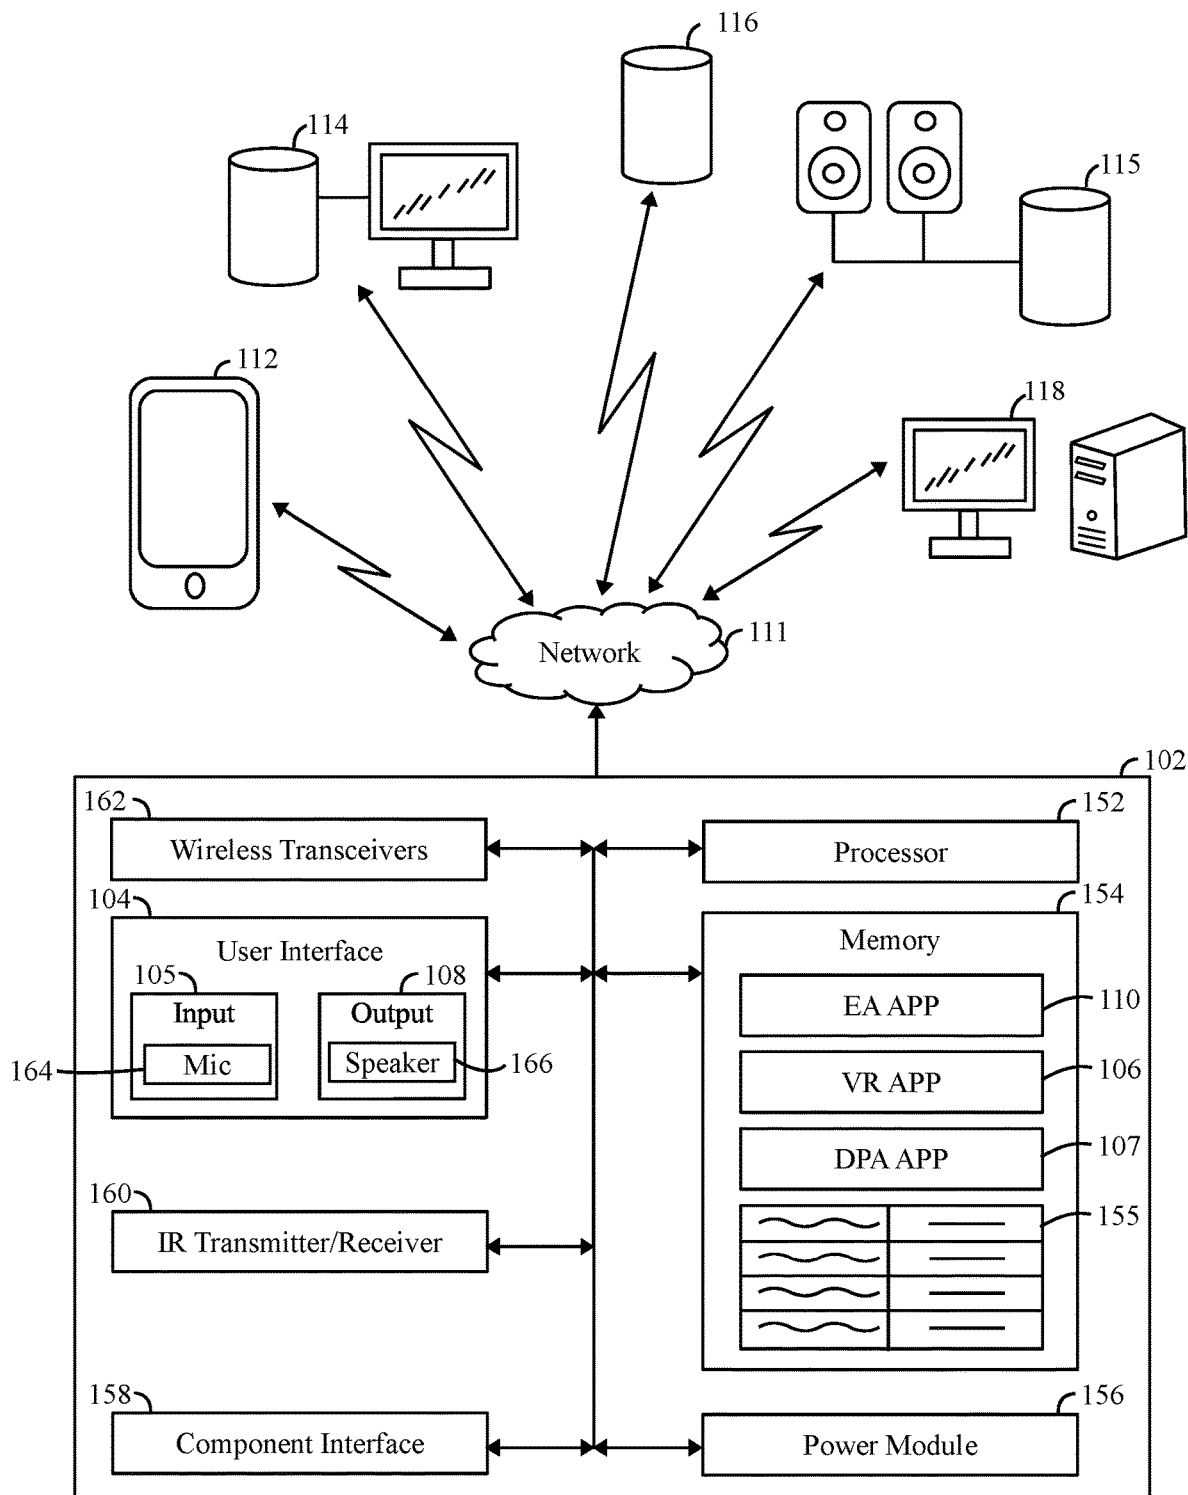 116
114
115
112
118
Network
111
102
162
Wireless Transceivers
152
Processor
104
User Interface
105
Input
108
Output
164
Mic
Speaker
166
154
Memory
EA APP
110
VR APP
106
DPA APP
107
155
160
IR Transmitter/Receiver
158
Component Interface
156
Power Module